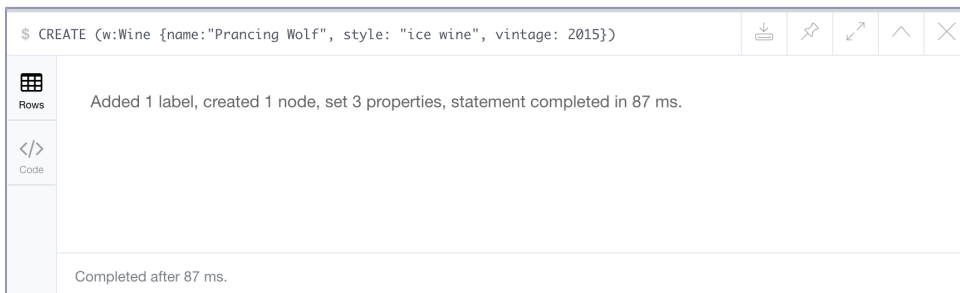 $ CREATE (w:Wine {name:"Prancing Wolf", style: "ice wine", vintage: 2015})
Rows
Added 1 label, created 1 node, set 3 properties, statement completed in 87 ms.
</>
Code
Completed after 87 ms.